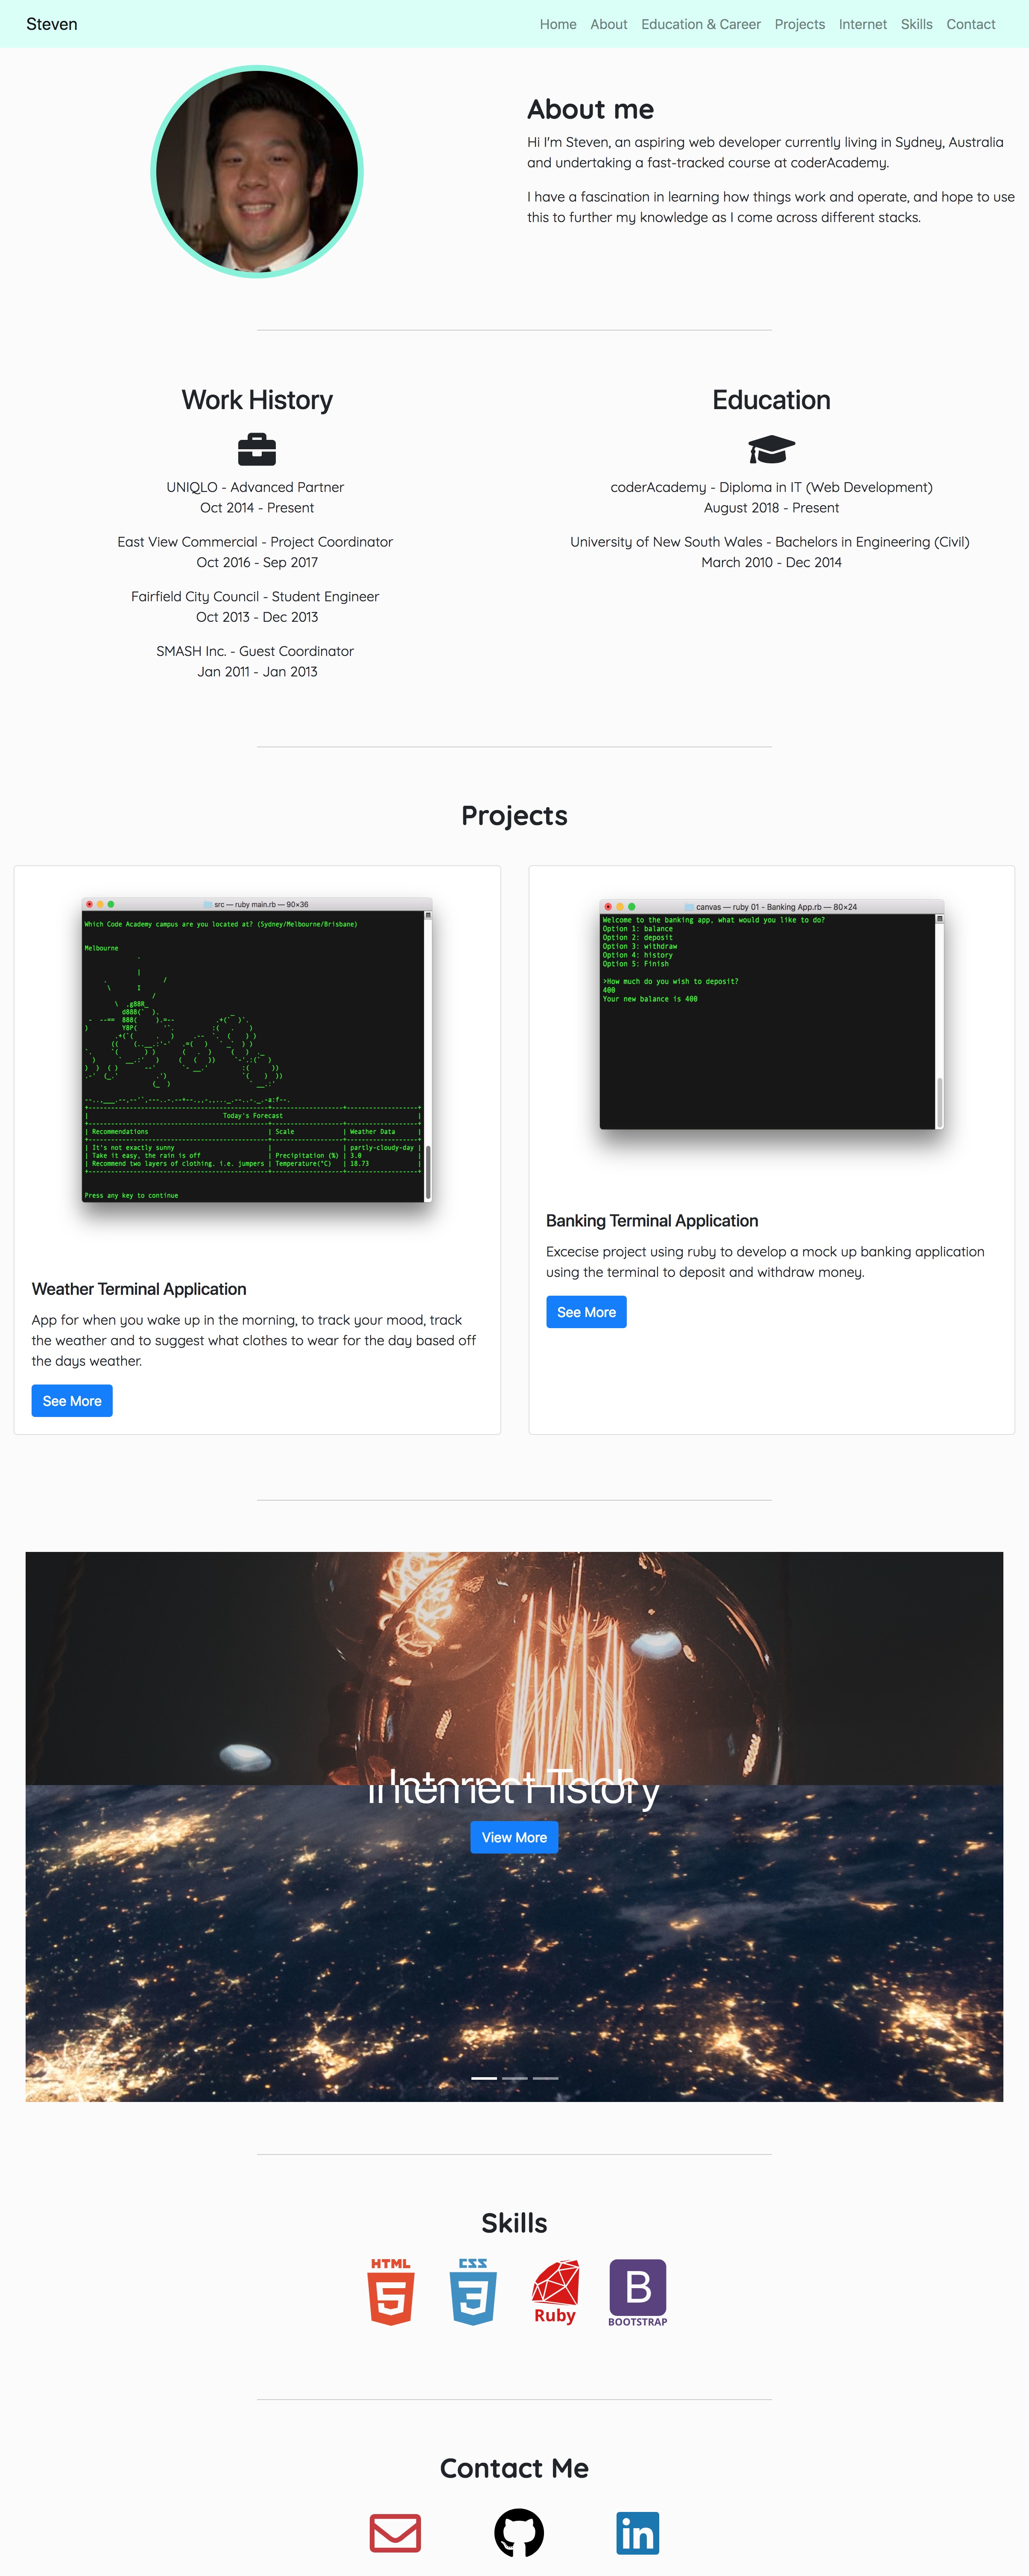 Steven
Home About Education & Career Projects Internet Skills Contact
About me
Hi I'm Steven, an aspiring web developer currently living in Sydney, Australia
and undertaking a fast-tracked course at coderAcademy.
I have a fascination in learning how things work and operate, and hope to use
this to further my knowledge as I come across different stacks.
Work History
UNIQLO - Advanced Partner
Oct 2014 - Present
East View Commercial - Project Coordinator
Oct 2016 - Sep 2017
Fairfield City Council - Student Engineer
Oct 2013 - Dec 2013
SMASH Inc. - Guest Coordinator
Jan 2011 - Jan 2013
Education
coderAcademy - Diploma in IT (Web Development)
August 2018 - Present
University of New South Wales - Bachelors in Engineering (Civil)
March 2010 - Dec 2014
Projects
src — ruby main.rb — 90×36
Which Code Academy campus are you located at? (Sydney/Melbourne/Brisbane)
Melbourne
Today's Forecast
Recommendations | Scale | Weather Data
It's not exactly sunny | | partly-cloudy-day
Take it easy, the rain is off | Precipitation (%) | 3.0
Recommend two layers of clothing. i.e. jumpers | Temperature(°C) | 18.73
Press any key to continue
Weather Terminal Application
App for when you wake up in the morning, to track your mood, track
the weather and to suggest what clothes to wear for the day based off
the days weather.
See More
canvas — ruby 01 - Banking App.rb — 80×24
Welcome to the banking app, what would you like to do?
Option 1: balance
Option 2: deposit
Option 3: withdraw
Option 4: history
Option 5: Finish
>How much do you wish to deposit?
400
Your new balance is 400
Banking Terminal Application
Excecise project using ruby to develop a mock up banking application
using the terminal to deposit and withdraw money.
See More
Internet History
View More
Skills
HTML
5
CSS
3
Ruby
B
BOOTSTRAP
Contact Me
in